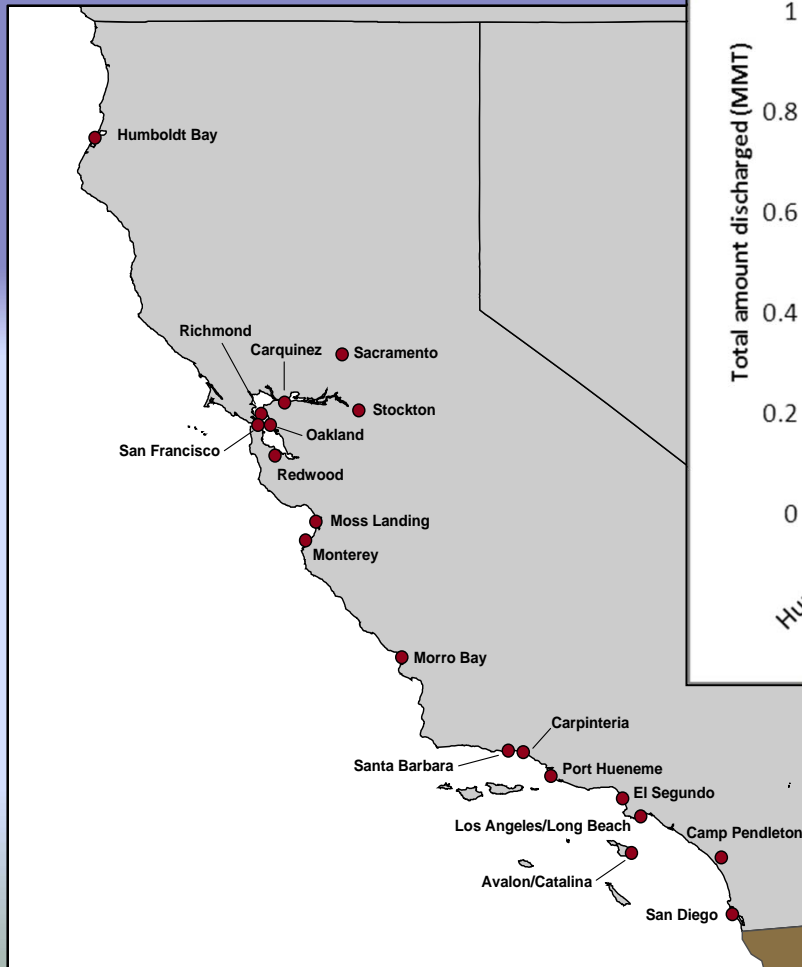 Humboldt Bay
Richmond
Carquinez
Sacramento
Stockton
Oakland
San Francisco
Redwood
Moss Landing
Monterey
Morro Bay
Carpinteria
Santa Barbara
Port Hueneme
El Segundo
Los Angeles/Long Beach
Camp Pendleton
Avalon/Catalina
San Diego
Total amount discharged (MMT)
1
0.8
0.6
0.4
0.2
0